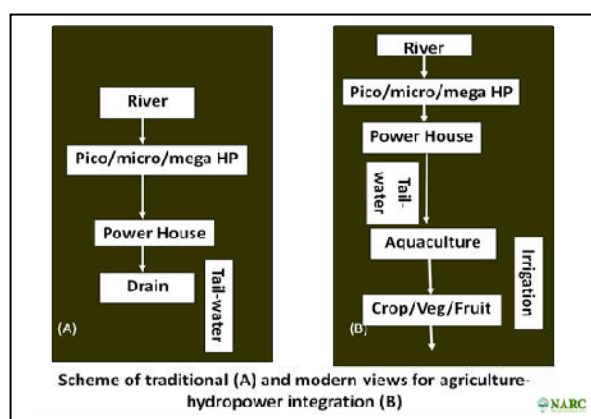 River
Pico/micro/mega HP
Power House
Drain
Tail-water
(A)
River
Pico/micro/mega HP
Power House
Tail-
water
Aquaculture
Irrigation
Crop/Veg/Fruit
(B)
Scheme of traditional (A) and modern views for agriculture-
hydropower integration (B)
NARC